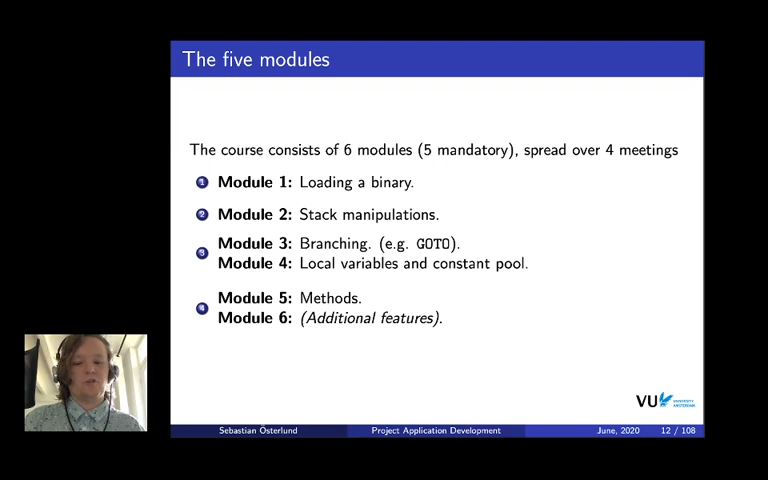 The five modules
The course consists of 6 modules (5 mandatory), spread over 4 meetings
1 Module 1: Loading a binary.
2 Module 2: Stack manipulations.
3 Module 3: Branching. (e.g. GOTO).
Module 4: Local variables and constant pool.
4 Module 5: Methods.
Module 6: (Additional features).
VU
UNIVERSITY
AMSTERDAM
Sebastian Österlund Project Application Development June, 2020 12 / 108